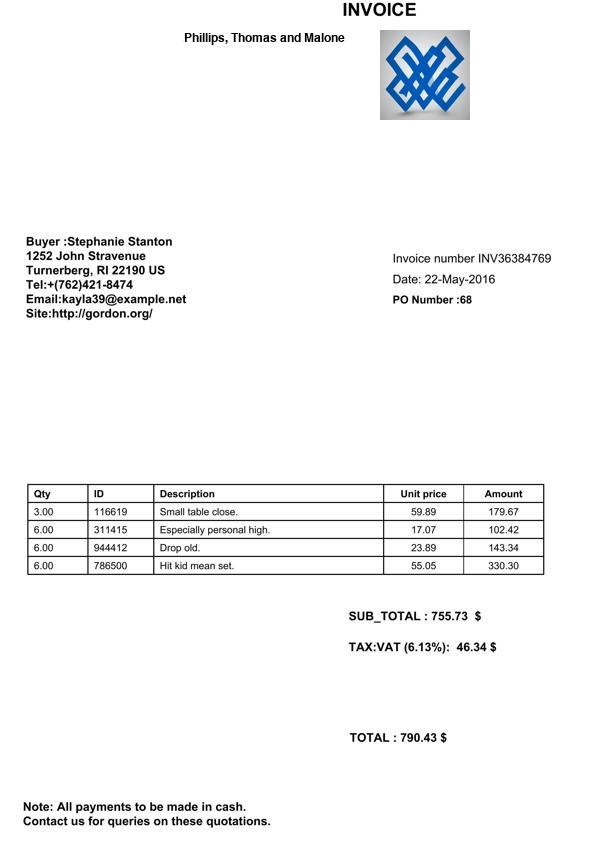 INVOICE
Phillips, Thomas and Malone
Buyer :Stephanie Stanton
1252 John Stravenue
Turnerberg, RI 22190 US
Tel:+(762)421-8474
Email:kayla39@example.net
Site:http://gordon.org/
Invoice number INV36384769
Date: 22-May-2016
PO Number :68
Qty ID Description Unit price Amount
3.00 116619 Small table close. 59.89 179.67
6.00 311415 Especially personal high. 17.07 102.42
6.00 944412 Drop old. 23.89 143.34
6.00 786500 Hit kid mean set. 55.05 330.30
SUB_TOTAL : 755.73 $
TAX:VAT (6.13%): 46.34 $
TOTAL : 790.43 $
Note: All payments to be made in cash.
Contact us for queries on these quotations.